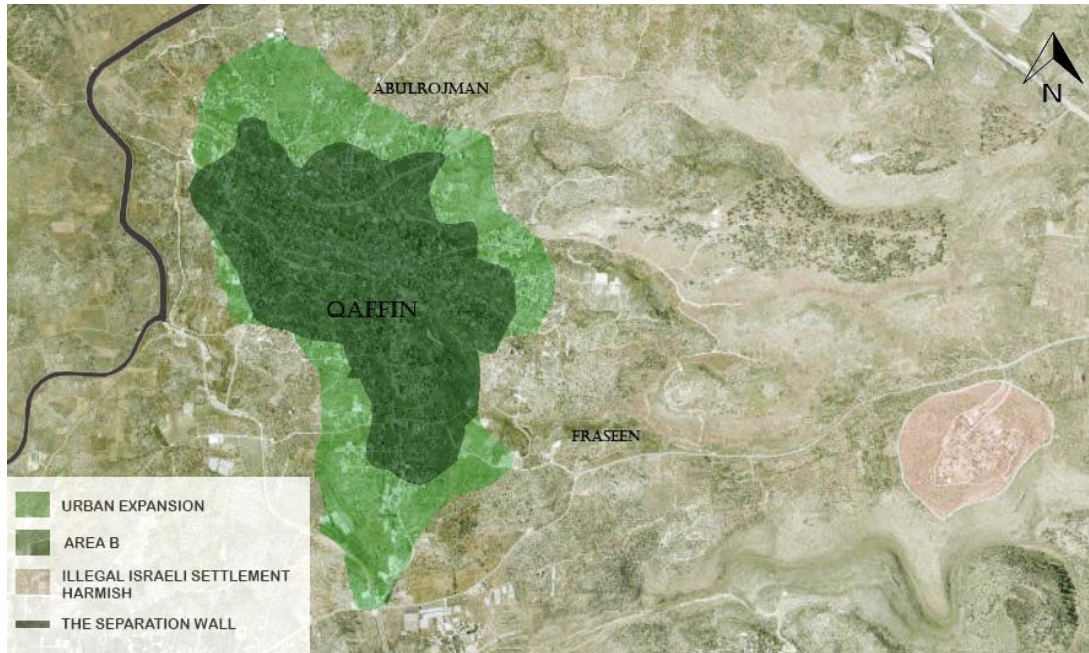 ABULROJMAN
N
QAFFIN
FRASEEN
URBAN EXPANSION
AREA B
ILLEGAL ISRAELI SETTLEMENT
HARMISH
THE SEPARATION WALL